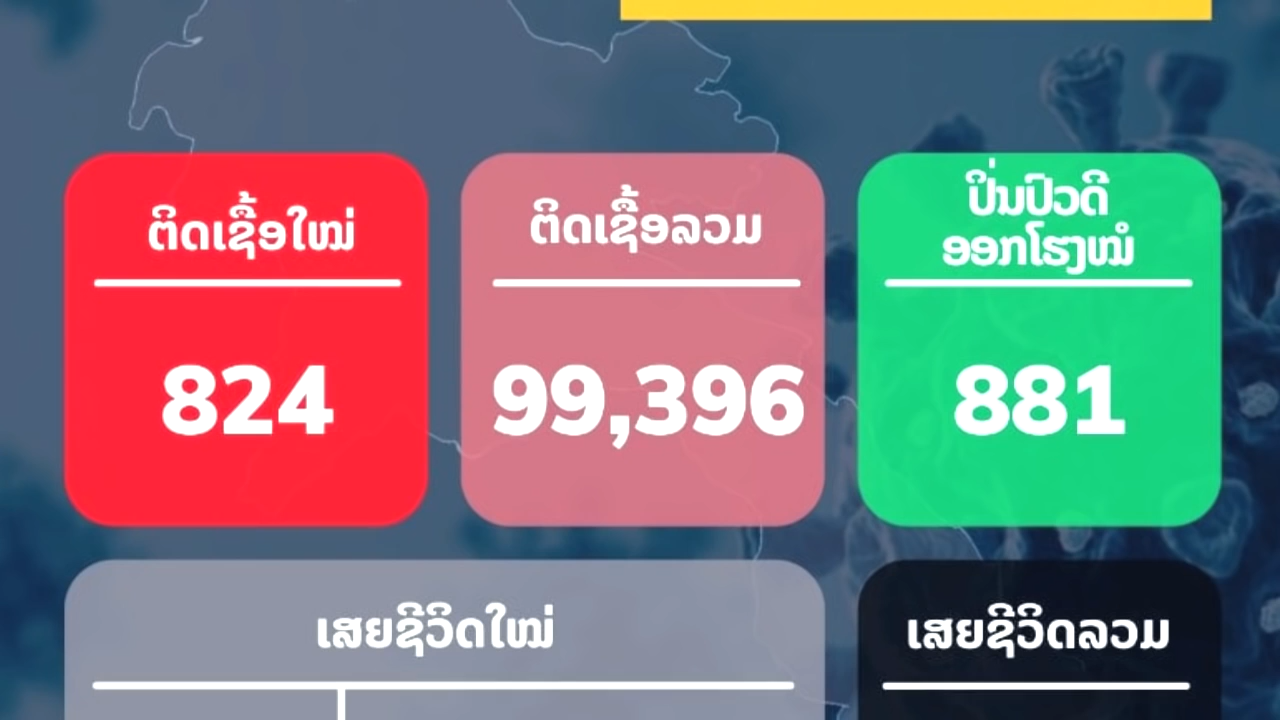 ຕິດເຊື້ອໃໝ່
824
ຕິດເຊື້ອລວມ
99,396
ປິ່ນປົວດີ
ອອກໂຮງໝໍ
881
ເສຍຊີວິດໃໝ່
ເສຍຊີວິດລວມ